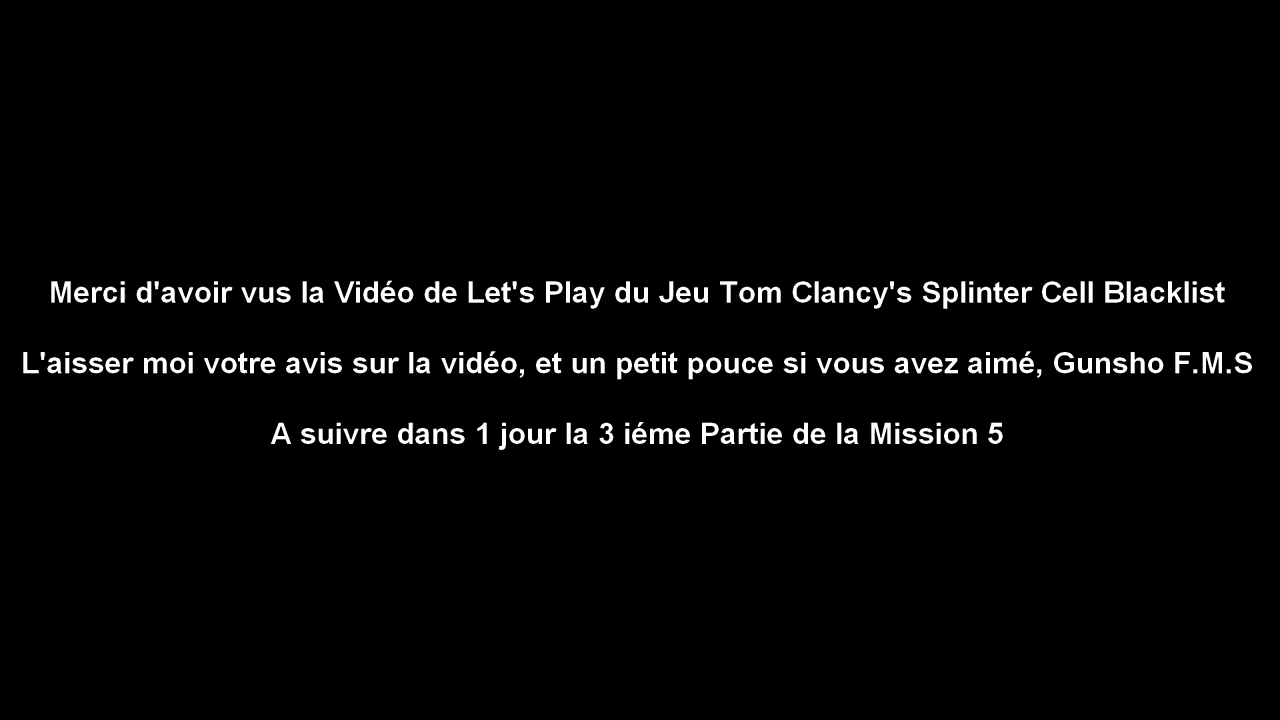 Merci d'avoir vus la Vidéo de Let's Play du Jeu Tom Clancy's Splinter Cell Blacklist
L'aisser moi votre avis sur la vidéo, et un petit pouce si vous avez aimé, Gunsho F.M.S
A suivre dans 1 jour la 3 iéme Partie de la Mission 5